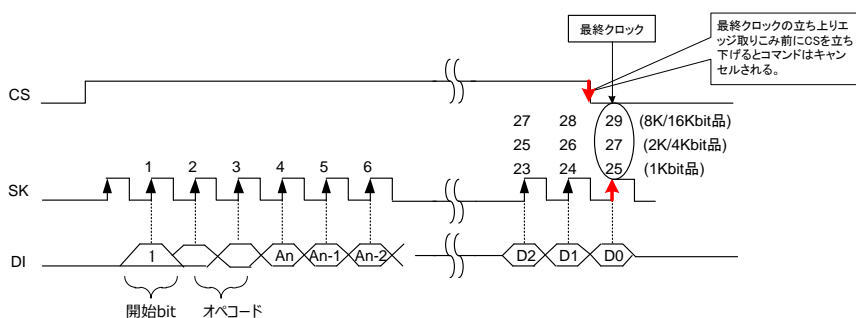 最終クロック
最終クロックの立ち上りエ
ッジ取りこみ前にCSを立ち
下げるとコマンドはキャン
セルされる。
CS
27 28 29 (8K/16Kbit品)
25 26 27 (2K/4Kbit品)
1 2 3 4 5 6 23 24 25 (1Kbit品)
SK
DI 1 An An-1 An-2 D2 D1 D0
開始bit オペコード